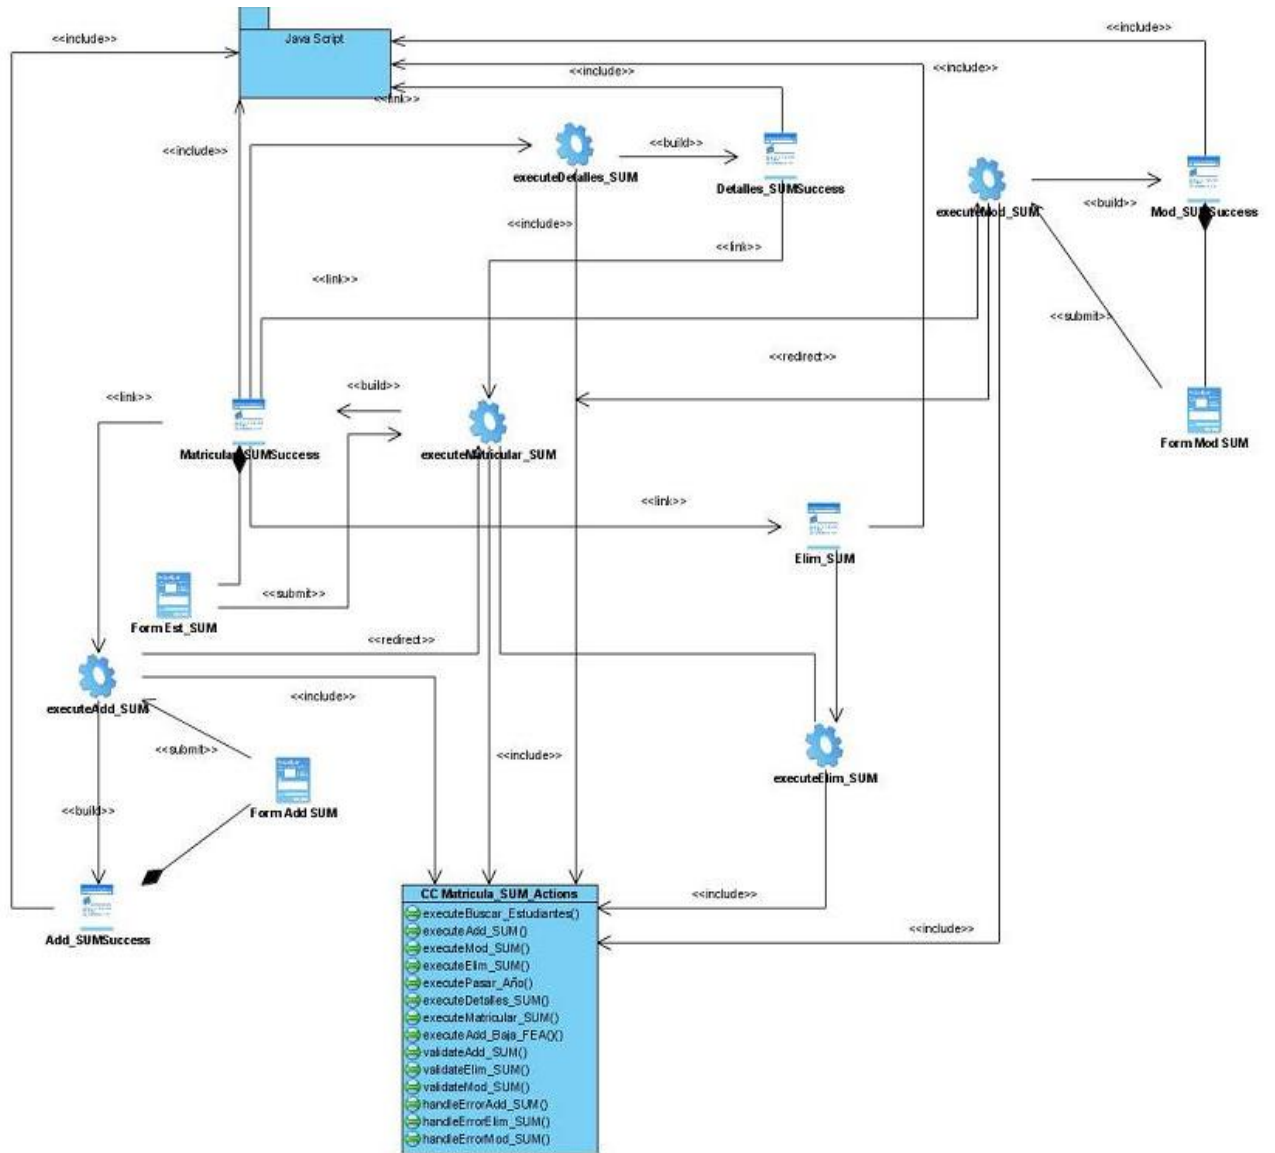 <<include>>
Java Script
<<include>>
<<include>>
<<include>>
<<link>>
<<include>>
<<build>>
executeDetalles_SUM
Detalles_SUMSuccess
<<build>>
executeMod_SUM
Mod_SUMSuccess
<<include>>
<<link>>
<<link>>
<<submit>>
<<redirect>>
<<link>>
<<build>>
Matricular_SUMSuccess
executeMatricular_SUM
Form Mod SUM
<<link>>
Elim_SUM
<<submit>>
Form Est_SUM
<<redirect>>
<<include>>
executeAdd_SUM
<<submit>>
<<include>>
executeElim_SUM
<<build>>
Form Add SUM
<<include>>
<<include>>
Add_SUMSuccess
CC Matricula_SUM_Actions
executeBuscar_Estudiantes()
executeAdd_SUM()
executeMod_SUM()
executeElim_SUM()
executePasar_Año()
executeDetalles_SUM()
executeMatricular_SUM()
executeAdd_Baja_FEA()()
validateAdd_SUM()
validateElim_SUM()
validateMod_SUM()
handleErrorAdd_SUM()
handleErrorElim_SUM()
handleErrorMod_SUM()